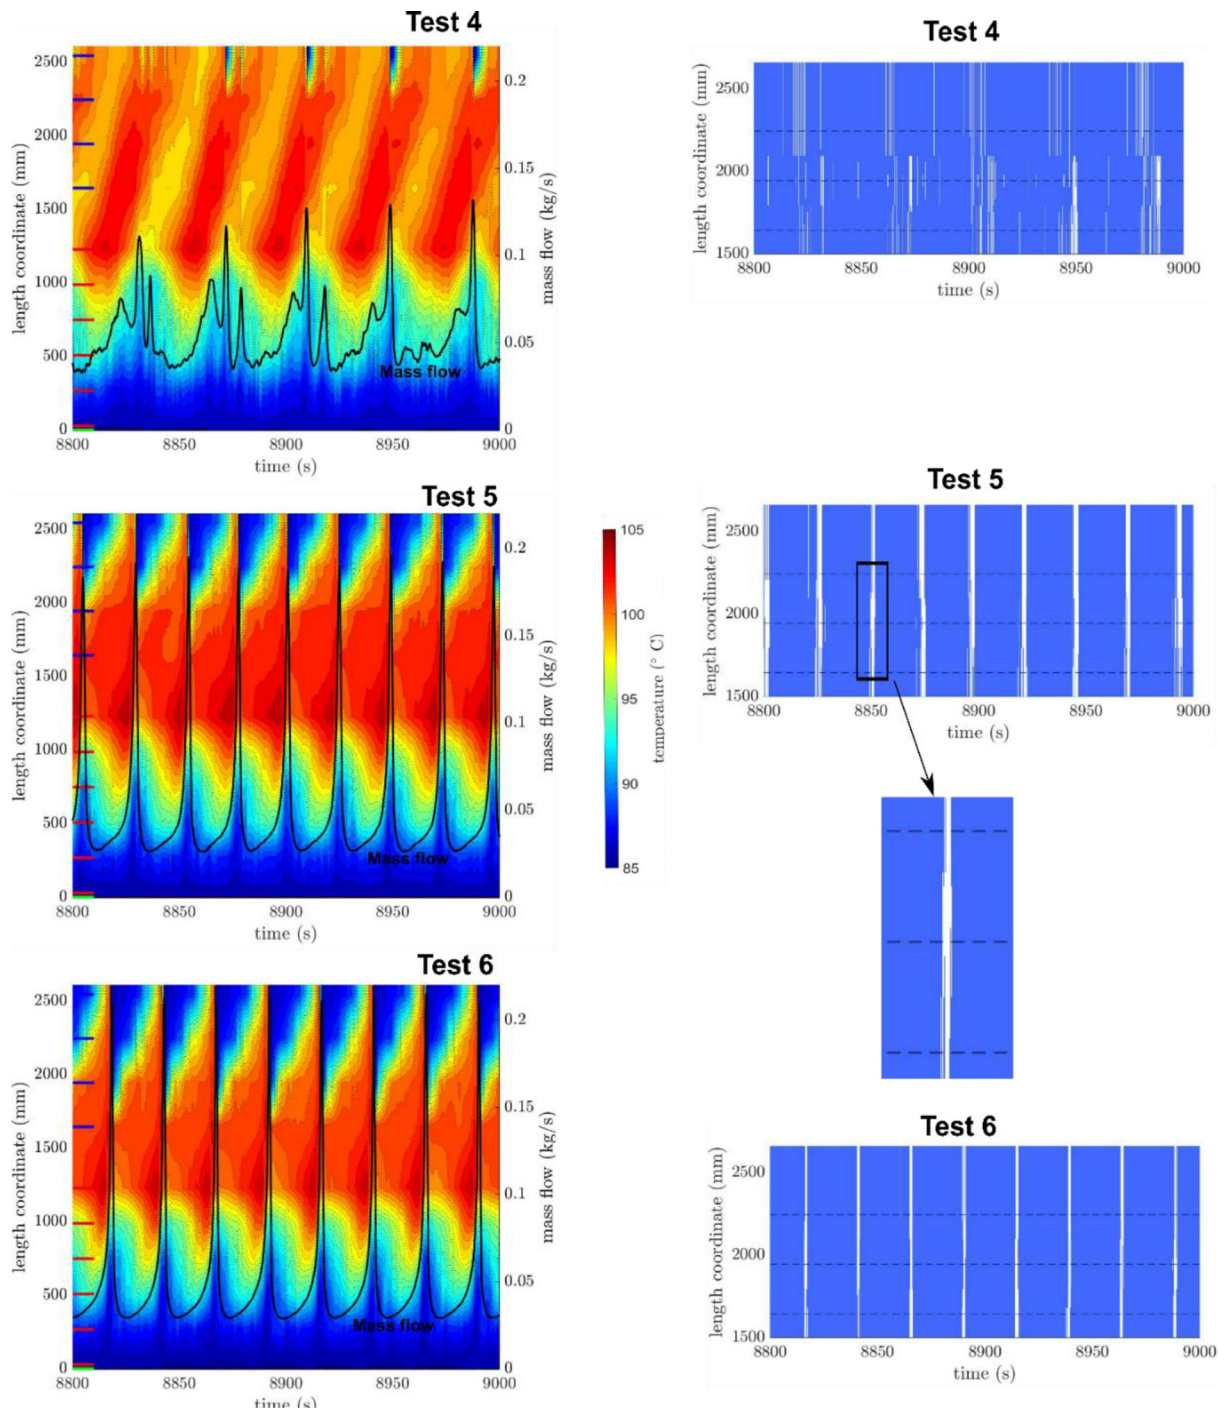 Test 4
length coordinate (mm)
2500
2000
1500
1000
500
0
0.2
0.15
0.1
0.05
0
mass flow (kg/s)
Mass flow
8800 8850 8900 8950 9000
time (s)
Test 4
length coordinate (mm)
2500
2000
1500
8800 8850 8900 8950 9000
time (s)
Test 5
length coordinate (mm)
2500
2000
1500
1000
500
0
0.2
0.15
0.1
0.05
0
mass flow (kg/s)
Mass flow
8800 8850 8900 8950 9000
time (s)
105
100
95
90
85
temperature (° C)
Test 5
length coordinate (mm)
2500
2000
1500
8800 8850 8900 8950 9000
time (s)
Test 6
length coordinate (mm)
2500
2000
1500
1000
500
0
0.2
0.15
0.1
0.05
0
mass flow (kg/s)
Mass flow
8800 8850 8900 8950 9000
time (s)
Test 6
length coordinate (mm)
2500
2000
1500
8800 8850 8900 8950 9000
time (s)